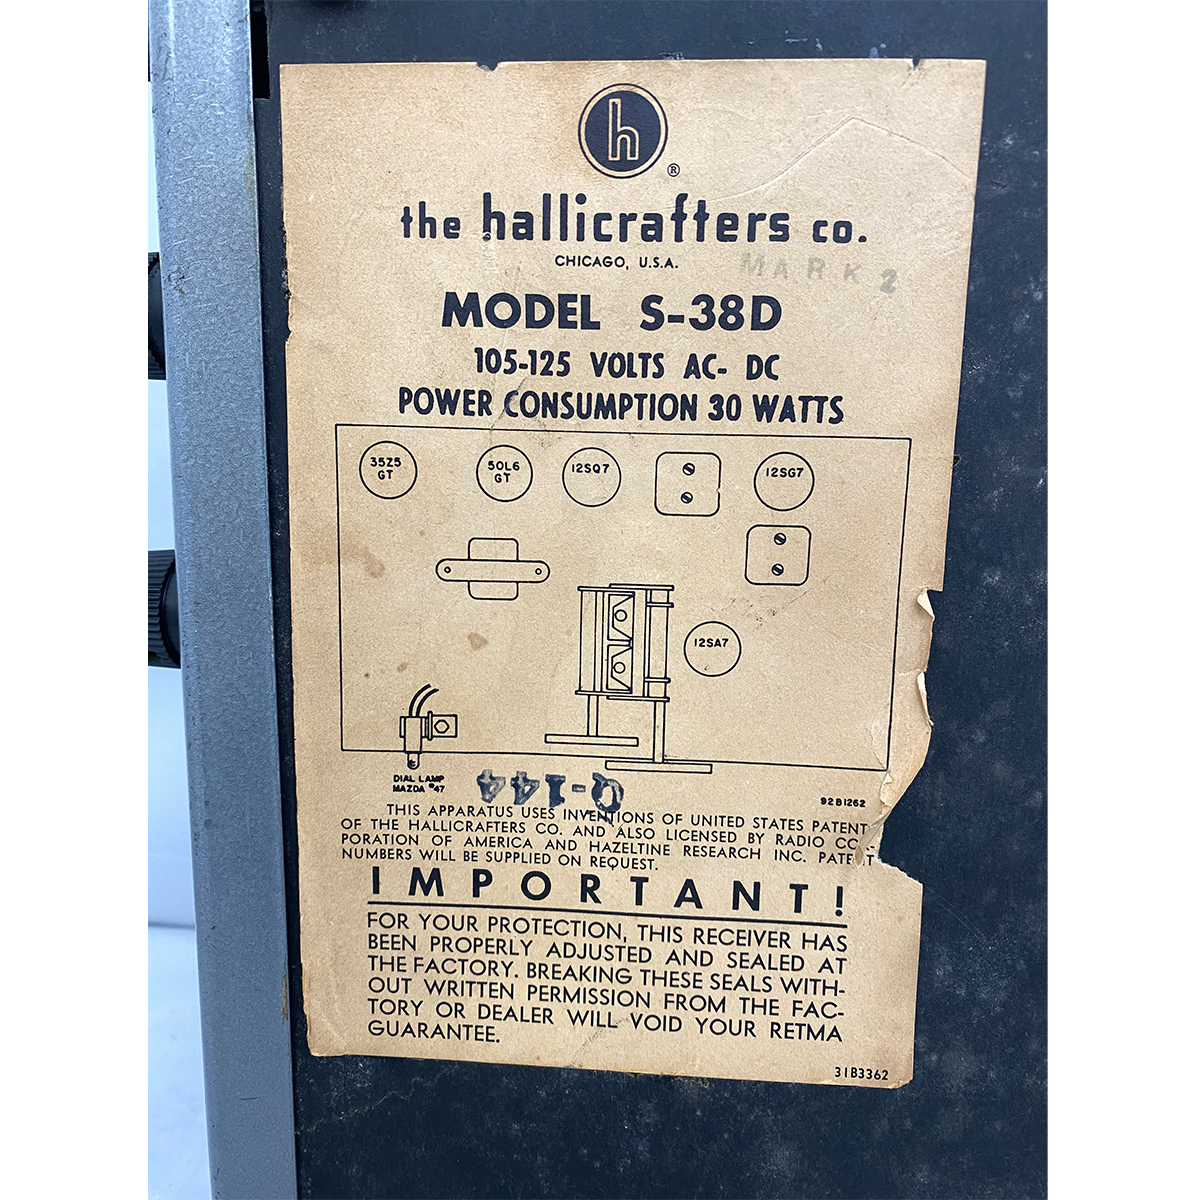 h
®
the hallicrafters co.
CHICAGO, U.S.A.
MARK 2
MODEL S-38D
105-125 VOLTS AC- DC
POWER CONSUMPTION 30 WATTS
35Z5 GT
50L6 GT
12SQ7
12SG7
12SA7
DIAL LAMP
MAZDA #47
Q-144
92B1262
THIS APPARATUS USES INVENTIONS OF UNITED STATES PATENT
OF THE HALLICRAFTERS CO. AND ALSO LICENSED BY RADIO CO
PORATION OF AMERICA AND HAZELTINE RESEARCH INC. PATENT
NUMBERS WILL BE SUPPLIED ON REQUEST.
IMPORTANT!
FOR YOUR PROTECTION, THIS RECEIVER HAS
BEEN PROPERLY ADJUSTED AND SEALED AT
THE FACTORY. BREAKING THESE SEALS WITH-
OUT WRITTEN PERMISSION FROM THE FAC-
TORY OR DEALER WILL VOID YOUR RETMA
GUARANTEE.
31B3362